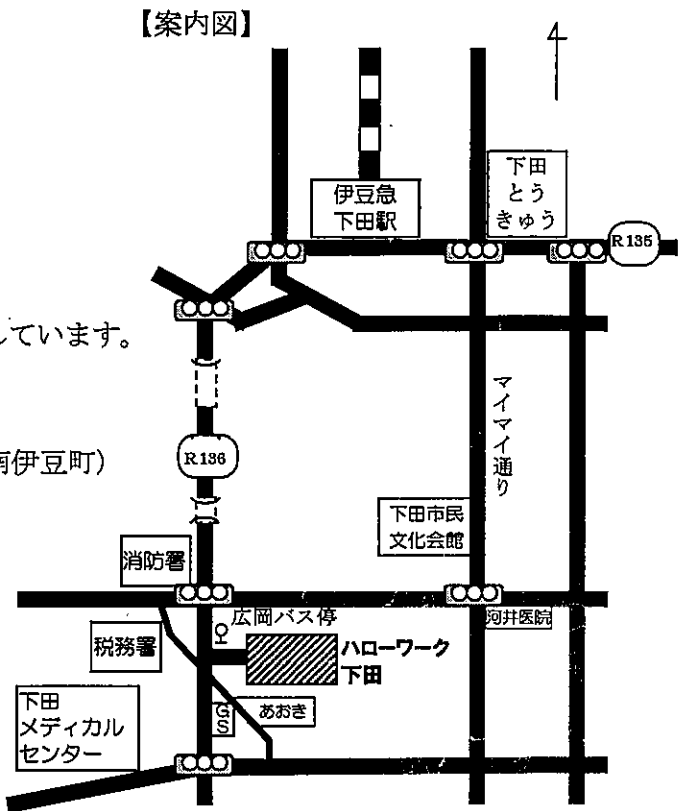 【案内図】
下田
とう
きゅう
伊豆急
下田駅
R135
しています。
マイマイ通り
南伊豆町）
R136
下田市民
文化会館
消防署
広岡バス停
河井医院
税務署
ハローワーク
下田
下田
メディカル
センター
GS
あおき